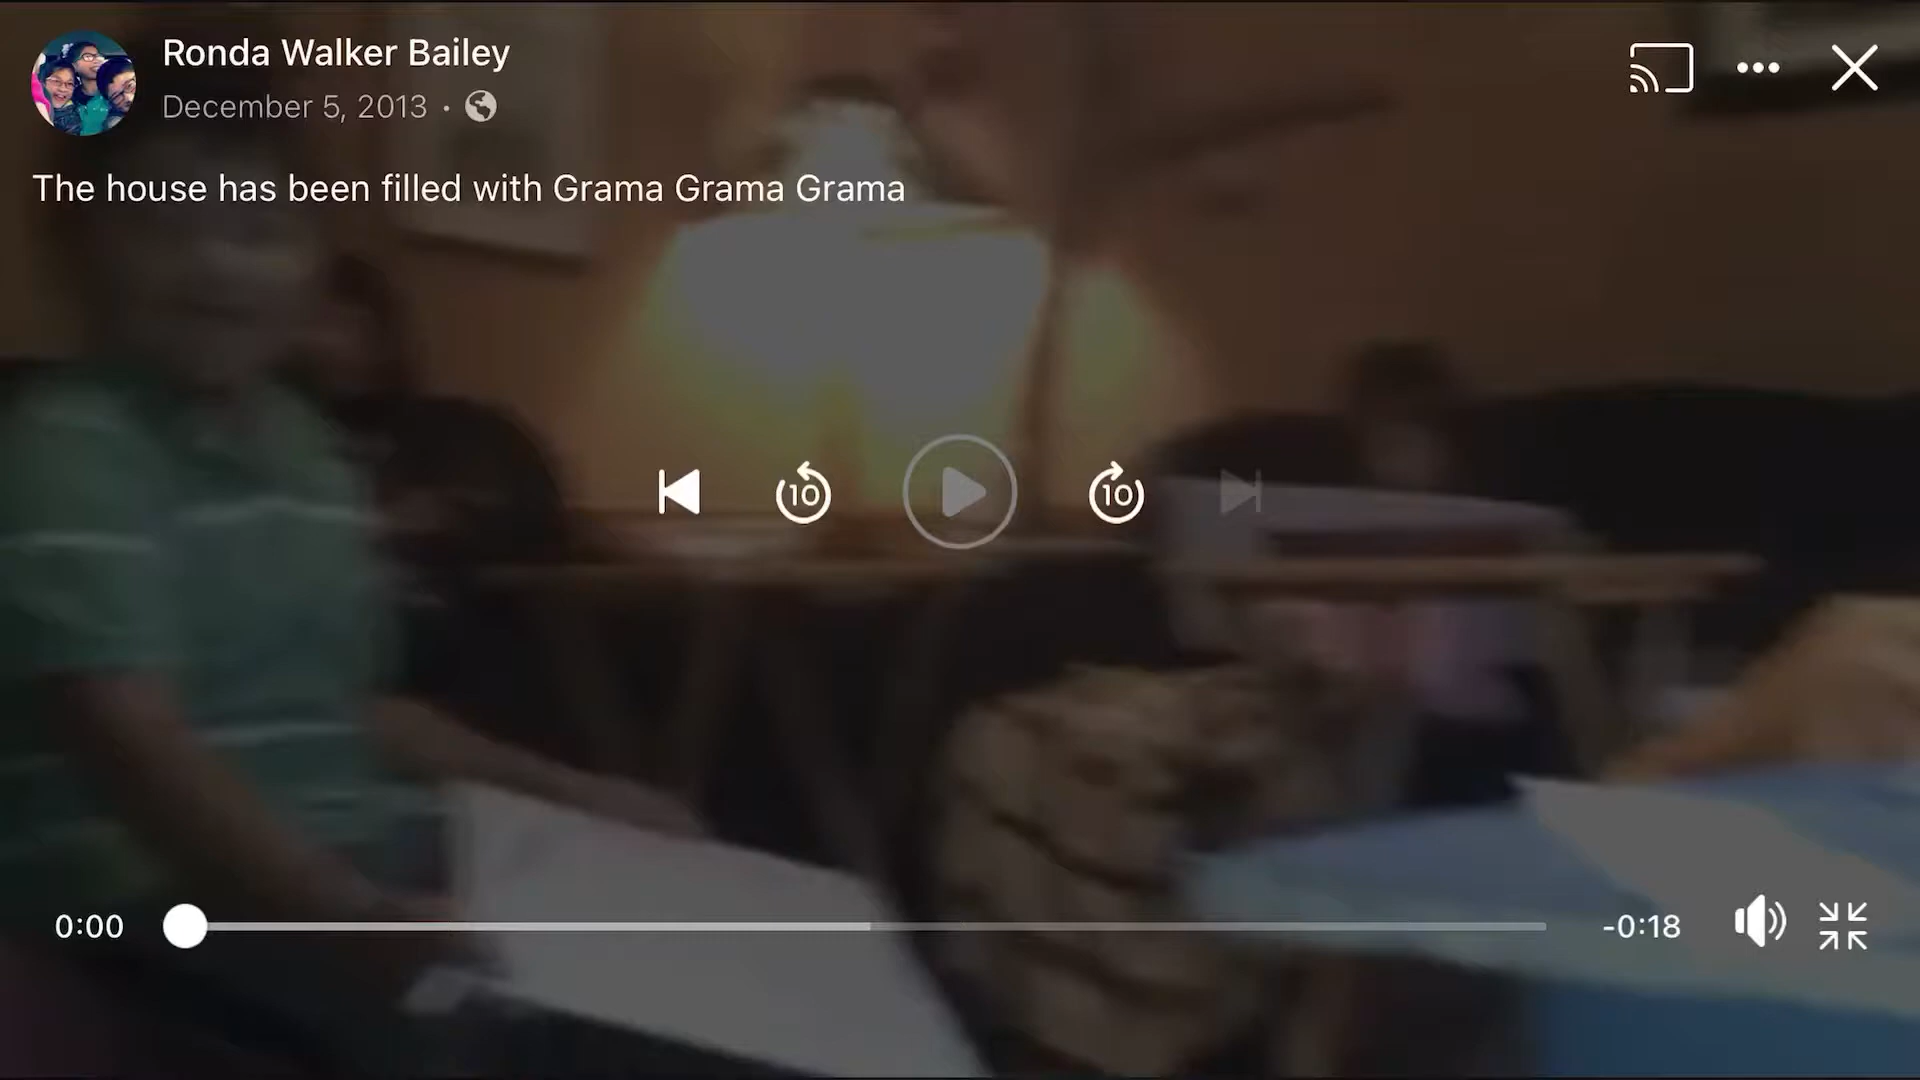 Ronda Walker Bailey
December 5, 2013 ·
The house has been filled with Grama Grama Grama
10
10
0:00
-0:18